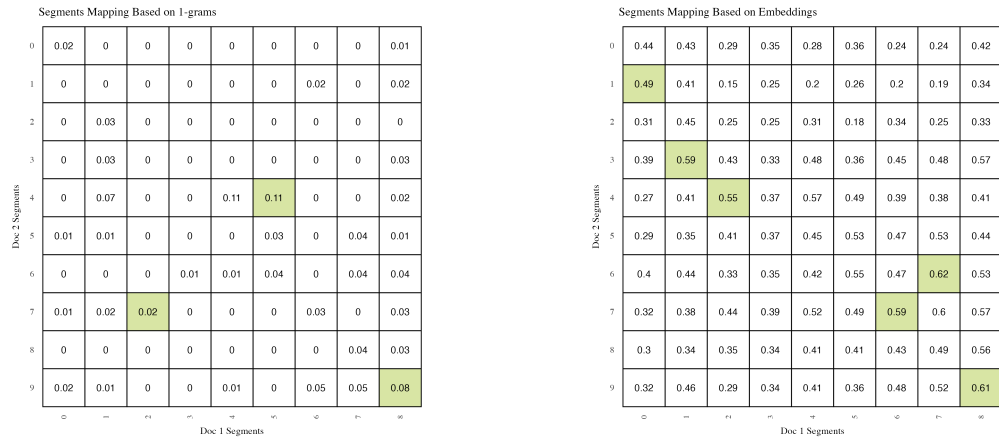 Segments Mapping Based on 1-grams
0 0.02 0 0 0 0 0 0 0 0.01
1 0 0 0 0 0 0 0.02 0 0.02
2 0 0.03 0 0 0 0 0 0 0
3 0 0.03 0 0 0 0 0 0 0.03
4 0 0.07 0 0 0.11 0.11 0 0 0.02
5 0.01 0.01 0 0 0 0.03 0 0.04 0.01
6 0 0 0 0.01 0.01 0.04 0 0.04 0.04
7 0.01 0.02 0.02 0 0 0 0.03 0 0.03
8 0 0 0 0 0 0 0 0.04 0.03
9 0.02 0.01 0 0 0.01 0 0.05 0.05 0.08
0 1 2 3 4 5 6 7 8
Doc 2 Segments
Doc 1 Segments
Segments Mapping Based on Embeddings
0 0.44 0.43 0.29 0.35 0.28 0.36 0.24 0.24 0.42
1 0.49 0.41 0.15 0.25 0.2 0.26 0.2 0.19 0.34
2 0.31 0.45 0.25 0.25 0.31 0.18 0.34 0.25 0.33
3 0.39 0.59 0.43 0.33 0.48 0.36 0.45 0.48 0.57
4 0.27 0.41 0.55 0.37 0.57 0.49 0.39 0.38 0.41
5 0.29 0.35 0.41 0.37 0.45 0.53 0.47 0.53 0.44
6 0.4 0.44 0.33 0.35 0.42 0.55 0.47 0.62 0.53
7 0.32 0.38 0.44 0.39 0.52 0.49 0.59 0.6 0.57
8 0.3 0.34 0.35 0.34 0.41 0.41 0.43 0.49 0.56
9 0.32 0.46 0.29 0.34 0.41 0.36 0.48 0.52 0.61
0 1 2 3 4 5 6 7 8
Doc 2 Segments
Doc 1 Segments